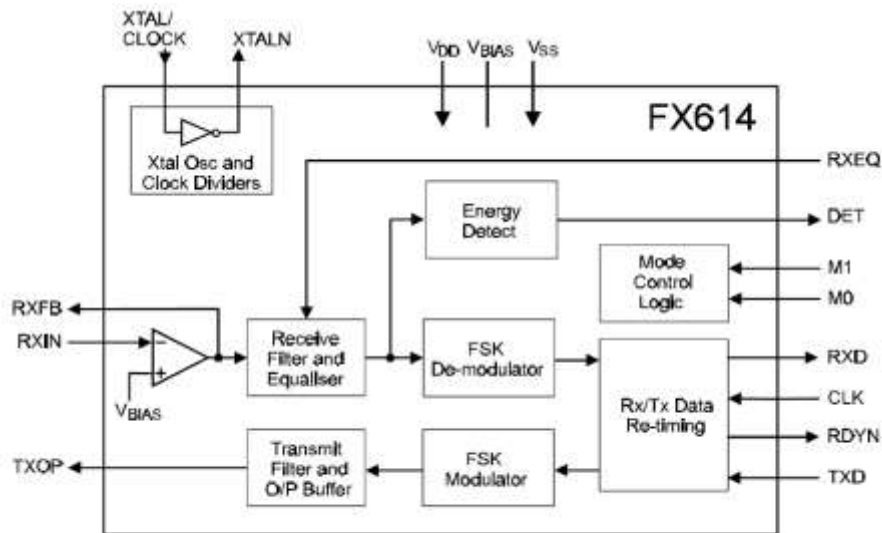 XTAL/
CLOCK
XTALN
VDD
VBIAS
VSS
FX614
Xtal Osc and
Clock Dividers
RXEQ
Energy
Detect
DET
Mode
Control
Logic
M1
M0
RXFB
RXIN
−
+
VBIAS
Receive
Filter and
Equaliser
FSK
De-modulator
Rx/Tx Data
Re-timing
RXD
CLK
RDYN
TXD
TXOP
Transmit
Filter and
O/P Buffer
FSK
Modulator